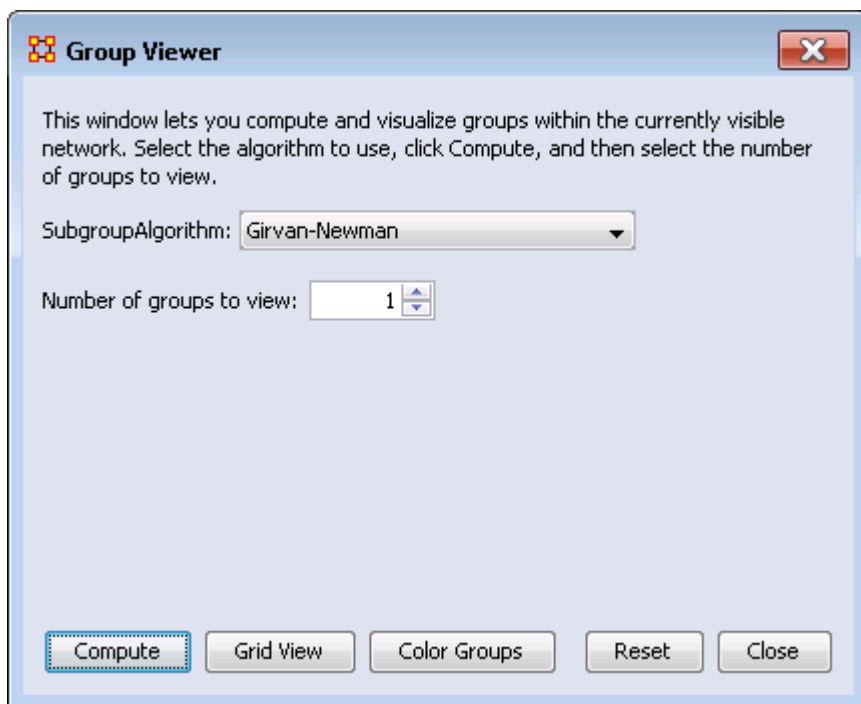 Group Viewer
This window lets you compute and visualize groups within the currently visible
network. Select the algorithm to use, click Compute, and then select the number
of groups to view.
SubgroupAlgorithm: Girvan-Newman
Number of groups to view: 1
Compute Grid View Color Groups Reset Close